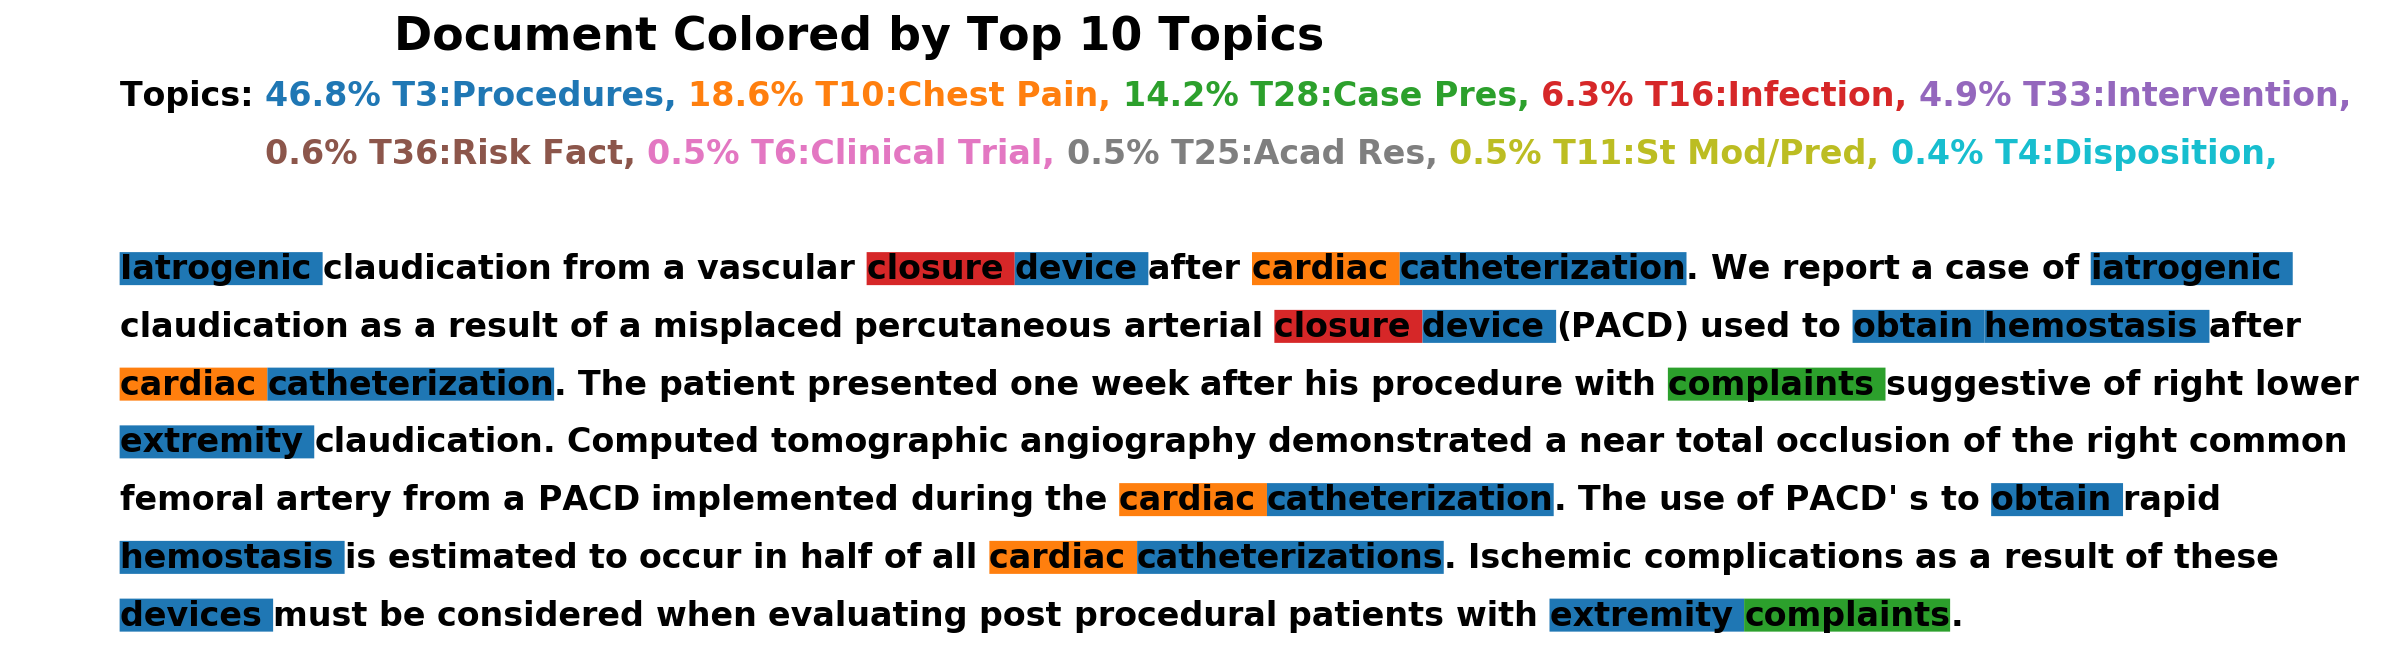 Document Colored by Top 10 Topics
Topics: 46.8% T3:Procedures, 18.6% T10:Chest Pain, 14.2% T28:Case Pres, 6.3% T16:Infection, 4.9% T33:Intervention,
0.6% T36:Risk Fact, 0.5% T6:Clinical Trial, 0.5% T25:Acad Res, 0.5% T11:St Mod/Pred, 0.4% T4:Disposition,
Iatrogenic claudication from a vascular closure device after cardiac catheterization. We report a case of iatrogenic
claudication as a result of a misplaced percutaneous arterial closure device (PACD) used to obtain hemostasis after
cardiac catheterization. The patient presented one week after his procedure with complaints suggestive of right lower
extremity claudication. Computed tomographic angiography demonstrated a near total occlusion of the right common
femoral artery from a PACD implemented during the cardiac catheterization. The use of PACD' s to obtain rapid
hemostasis is estimated to occur in half of all cardiac catheterizations. Ischemic complications as a result of these
devices must be considered when evaluating post procedural patients with extremity complaints.